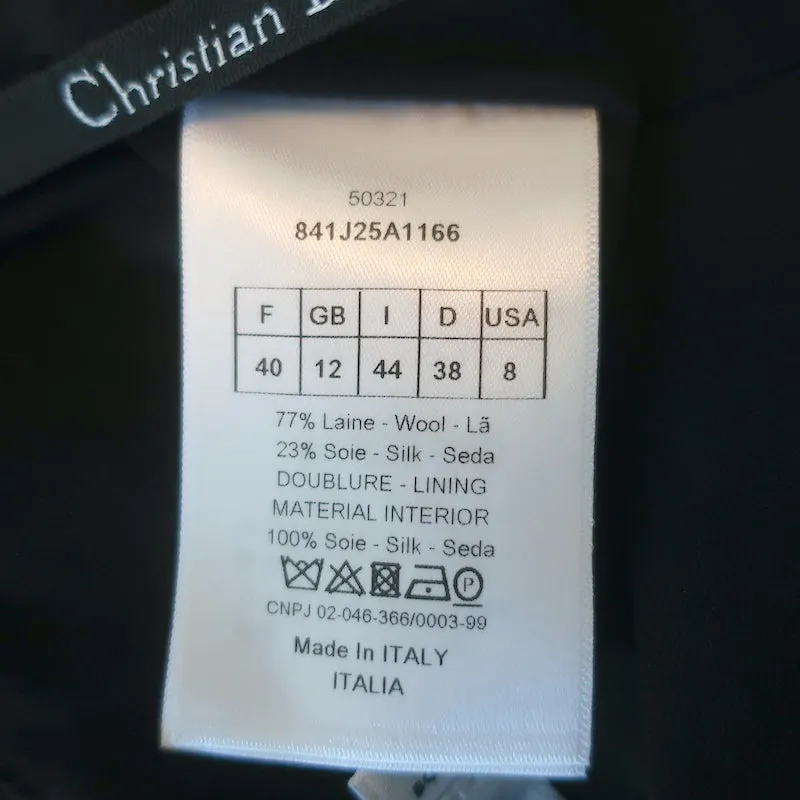 Christian
50321
841J25A1166
F GB I D USA
40 12 44 38 8
77% Laine - Wool - Lã
23% Soie - Silk - Seda
DOUBLURE - LINING
MATERIAL INTERIOR
100% Soie - Silk - Seda
P
CNPJ 02-046-366/0003-99
Made In ITALY
ITALIA